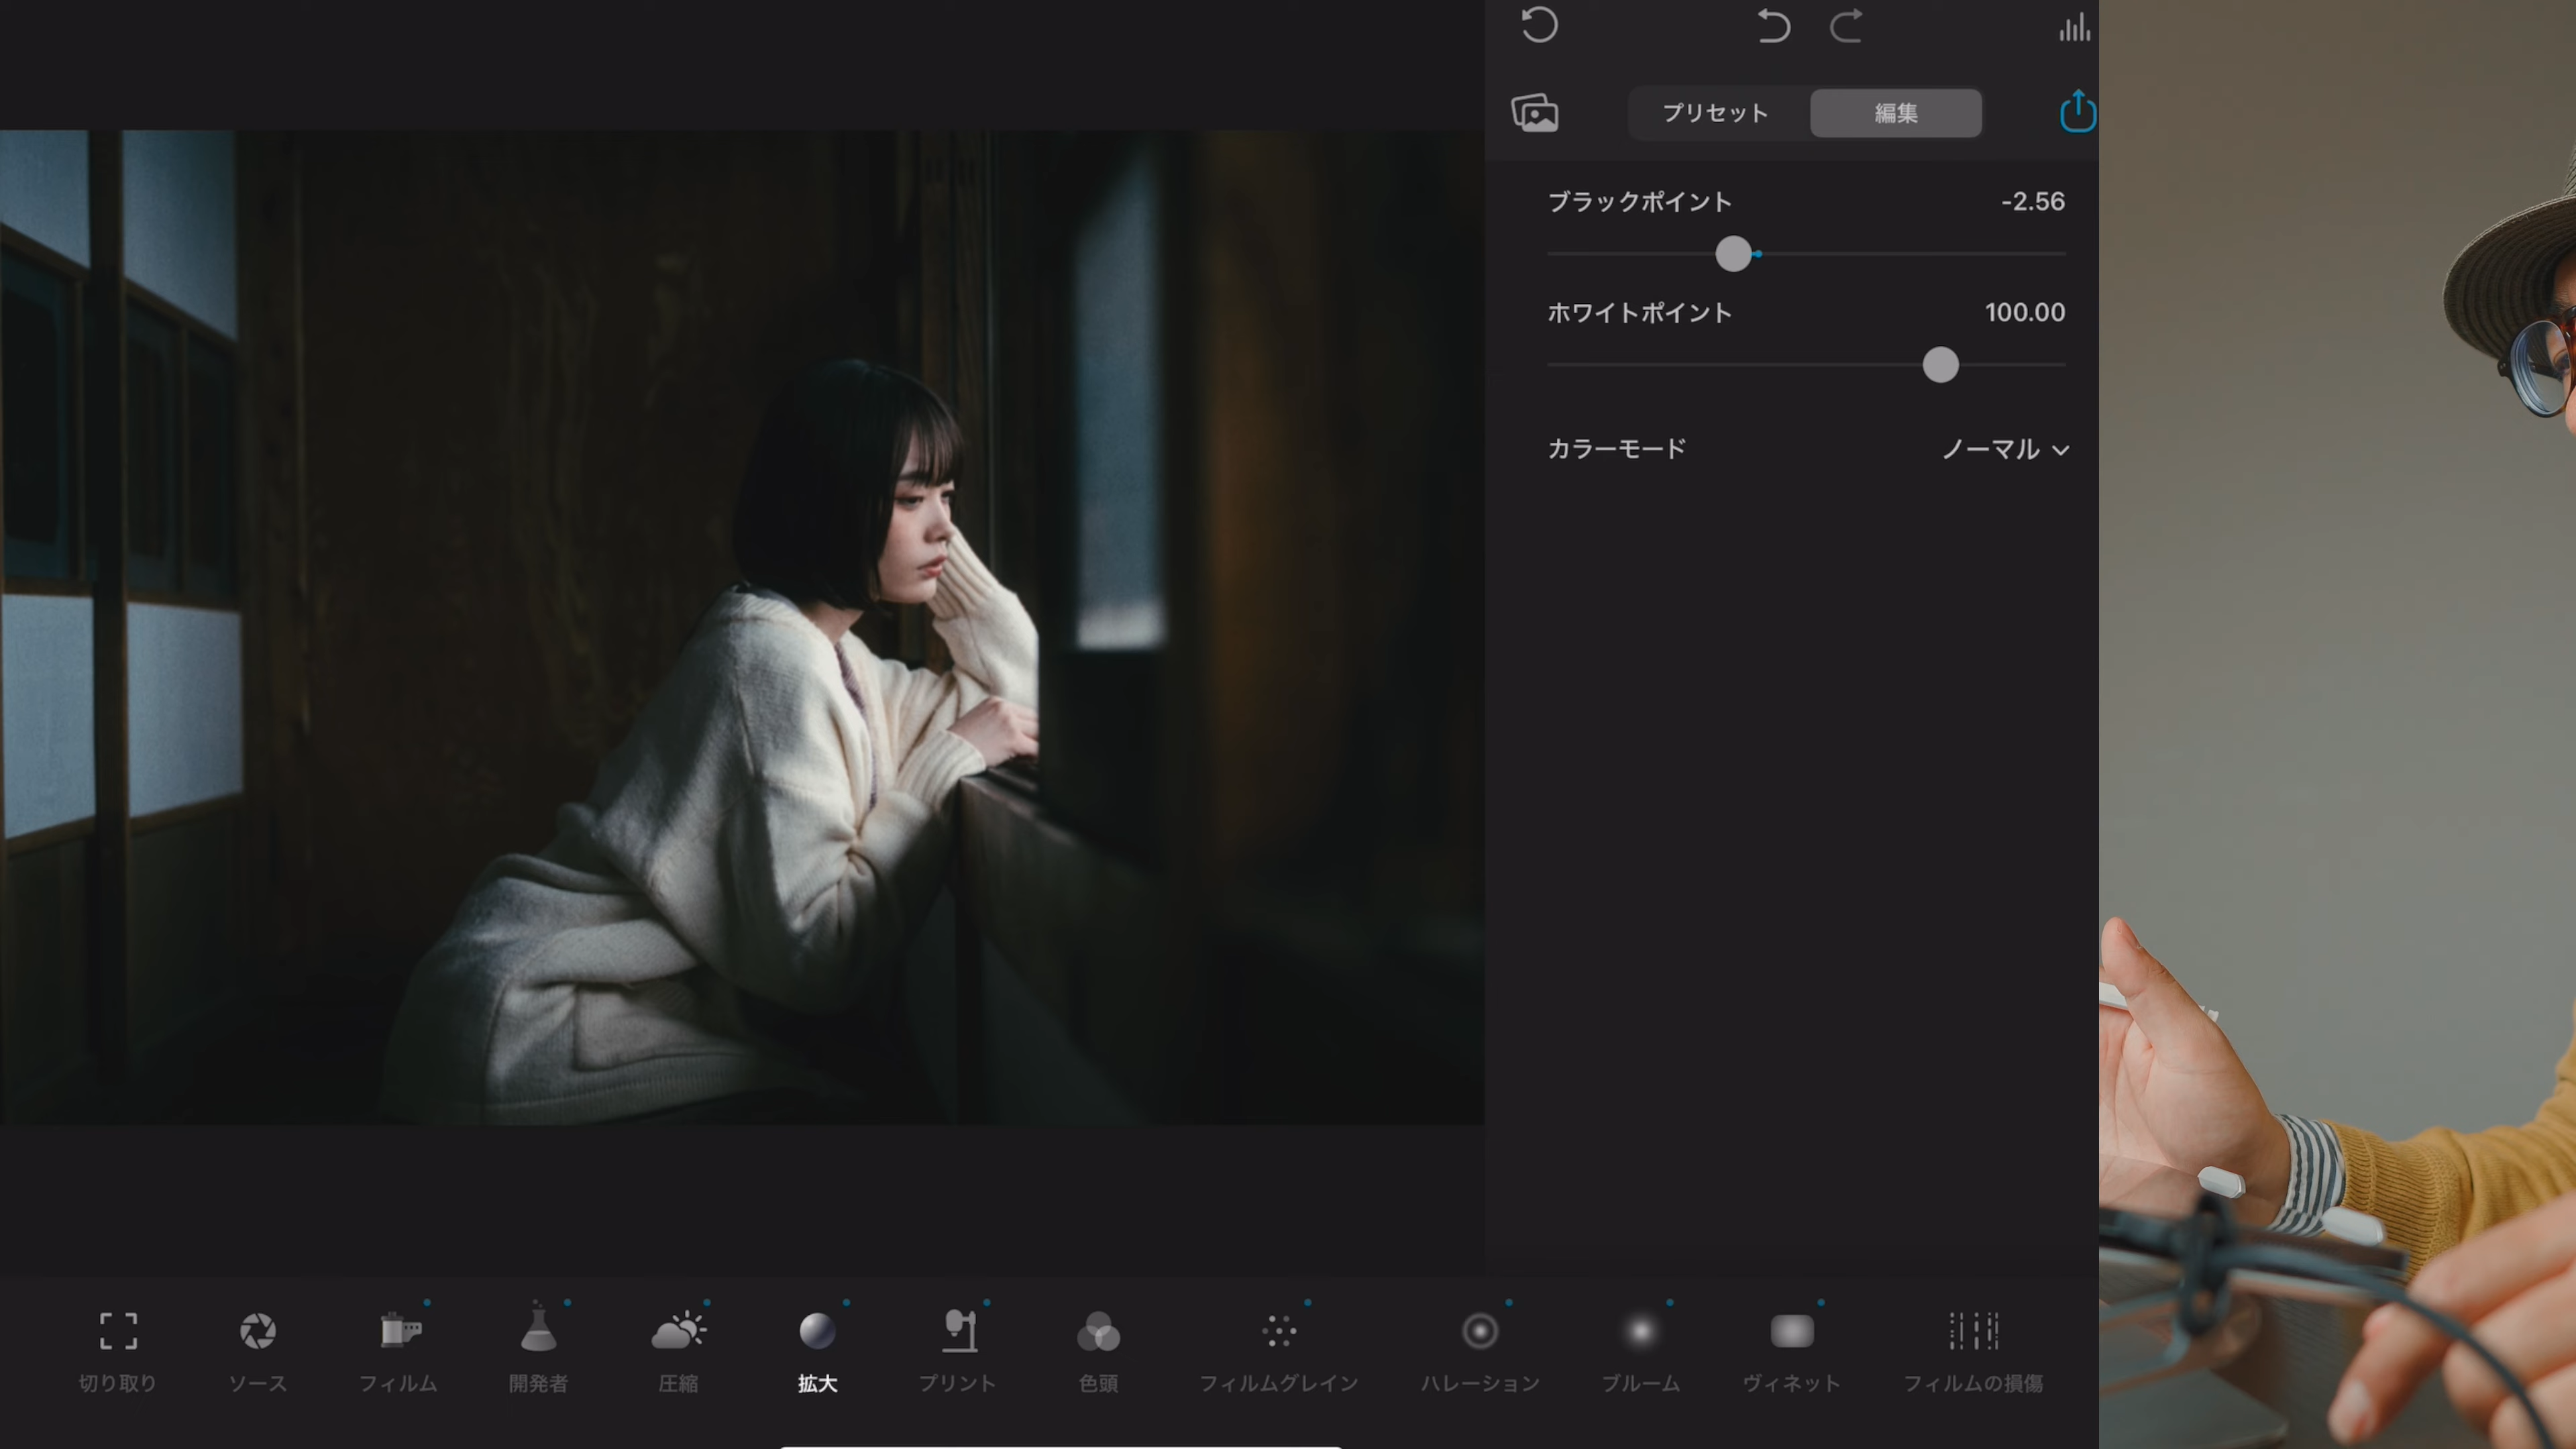 プリセット
編集
ブラックポイント
-2.56
ホワイトポイント
100.00
カラーモード
ノーマル
切り取り
ソース
フィルム
開発者
圧縮
拡大
プリント
色頭
フィルムグレイン
ハレーション
ブルーム
ヴィネット
フィルムの損傷